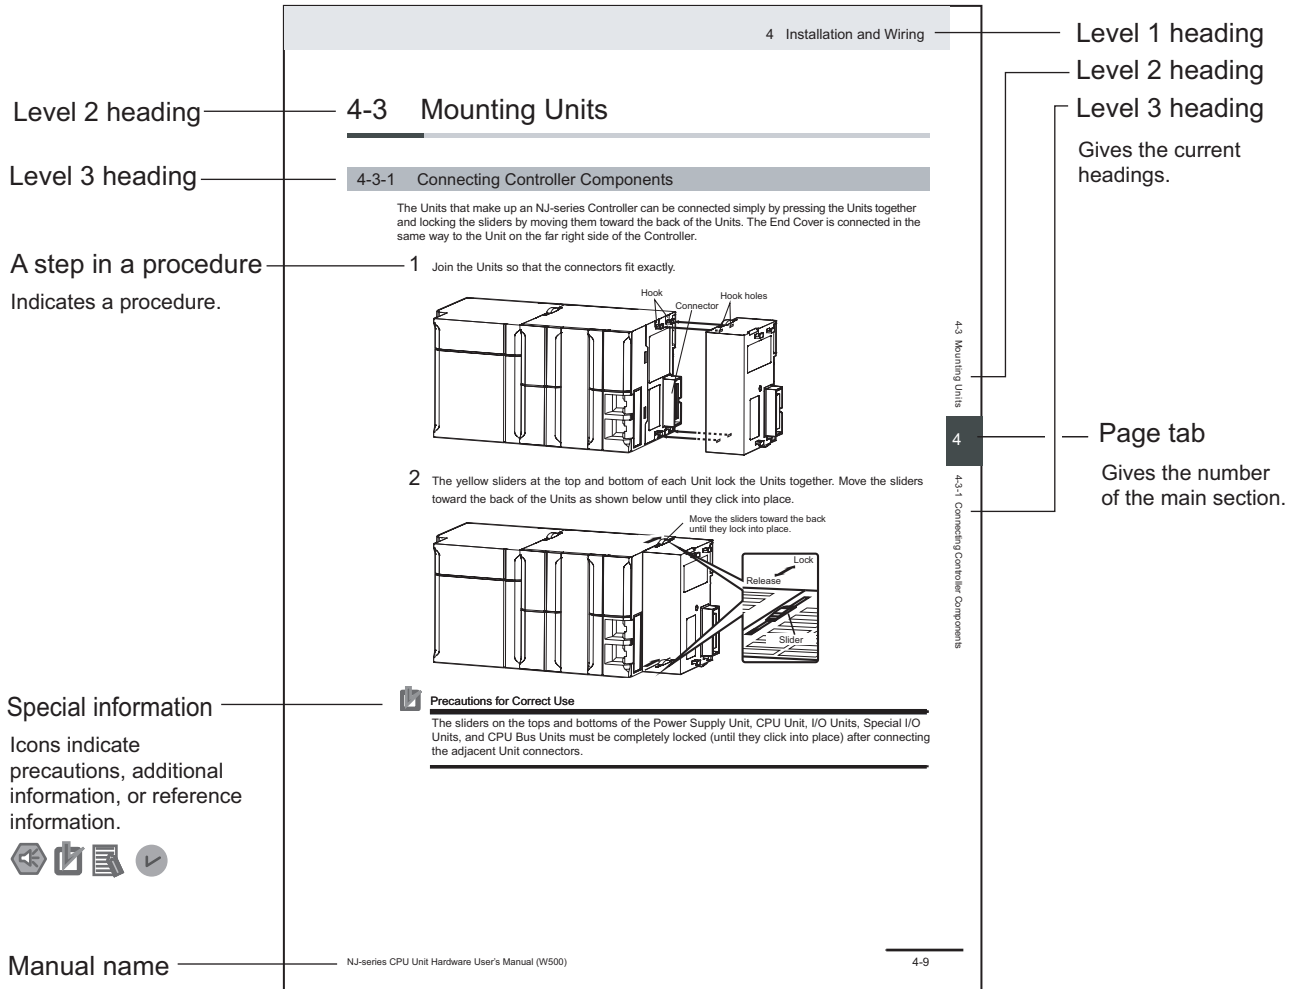 4 Installation and Wiring
Level 1 heading
Level 2 heading
Level 3 heading
Gives the current
headings.
Level 2 heading
4-3 Mounting Units
Level 3 heading
4-3-1 Connecting Controller Components
The Units that make up an NJ-series Controller can be connected simply by pressing the Units together
and locking the sliders by moving them toward the back of the Units. The End Cover is connected in the
same way to the Unit on the far right side of the Controller.
A step in a procedure
Indicates a procedure.
1 Join the Units so that the connectors fit exactly.
Hook
Connector
Hook holes
4-3 Mounting Units
4
Page tab
Gives the number
of the main section.
4-3-1 Connecting Controller Components
2 The yellow sliders at the top and bottom of each Unit lock the Units together. Move the sliders
toward the back of the Units as shown below until they click into place.
Move the sliders toward the back
until they lock into place.
Lock
Release
Slider
Special information
Icons indicate
precautions, additional
information, or reference
information.
Precautions for Correct Use
The sliders on the tops and bottoms of the Power Supply Unit, CPU Unit, I/O Units, Special I/O
Units, and CPU Bus Units must be completely locked (until they click into place) after connecting
the adjacent Unit connectors.
Manual name
NJ-series CPU Unit Hardware User's Manual (W500)
4-9